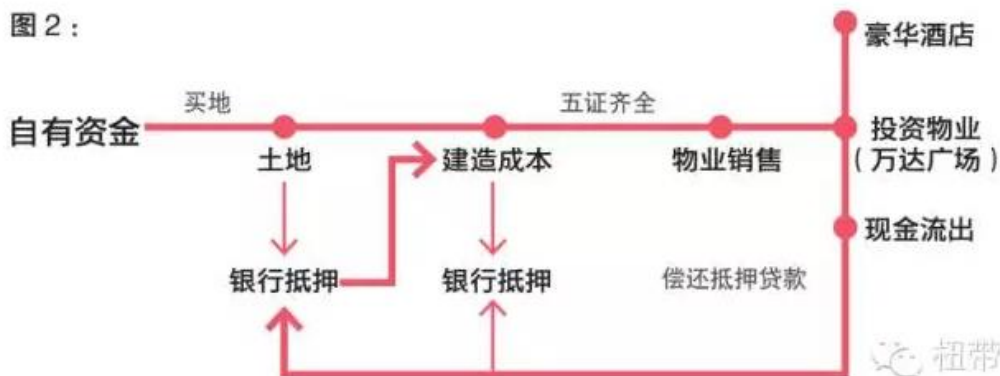 图2:
豪华酒店
买地
五证齐全
自有资金
土地
建造成本
物业销售
投资物业
(万达广场)
现金流出
银行抵押
银行抵押
偿还抵押贷款
扭带